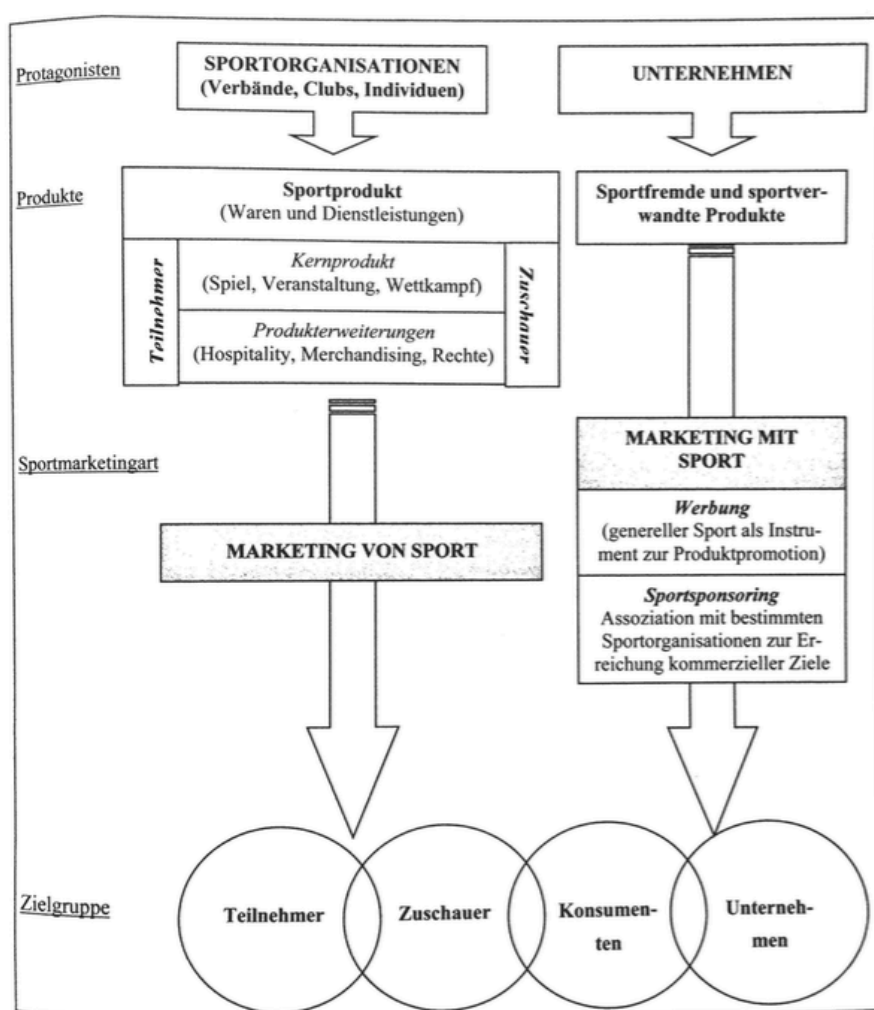 Protagonisten
SPORTORGANISATIONEN
(Verbände, Clubs, Individuen)
UNTERNEHMEN
Produkte
Sportprodukt
(Waren und Dienstleistungen)
Teilnehmer
Kernprodukt
(Spiel, Veranstaltung, Wettkampf)
Produkterweiterungen
(Hospitality, Merchandising, Rechte)
Zuschauer
Sportfremde und sportver-
wandte Produkte
Sportmarketingart
MARKETING VON SPORT
MARKETING MIT
SPORT
Werbung
(genereller Sport als Instru-
ment zur Produktpromotion)
Sportsponsoring
Assoziation mit bestimmten
Sportorganisationen zur Er-
reichung kommerzieller Ziele
Zielgruppe
Teilnehmer
Zuschauer
Konsumen-
ten
Unterneh-
men